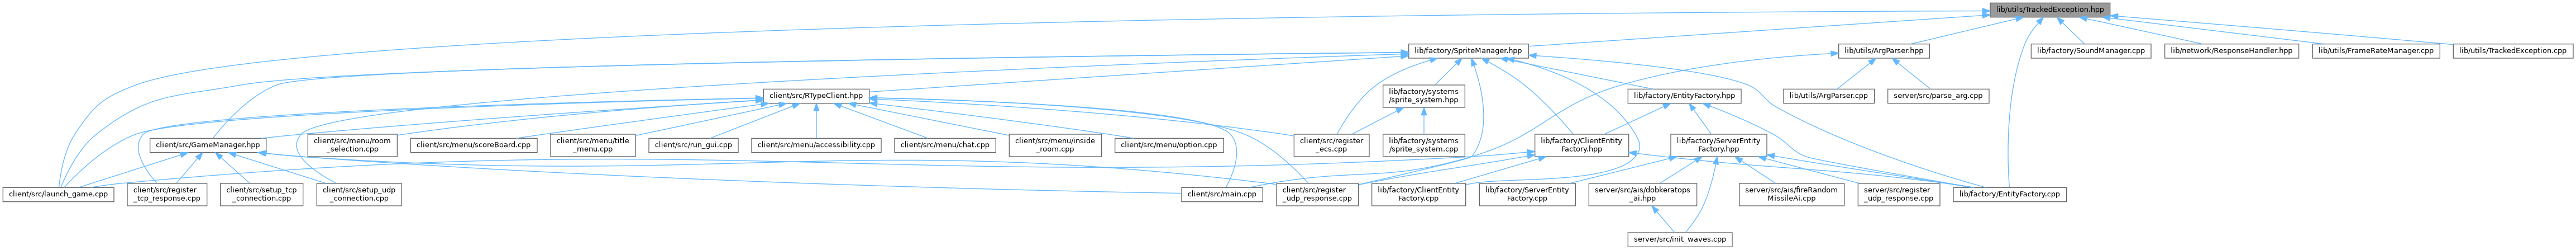 lib/utils/TrackedException.hpp
lib/factory/SpriteManager.hpp
lib/utils/ArgParser.hpp
lib/factory/SoundManager.cpp
lib/network/ResponseHandler.hpp
lib/utils/FrameRateManager.cpp
lib/utils/TrackedException.cpp
client/src/RTypeClient.hpp
lib/factory/systems
/sprite_system.hpp
lib/factory/EntityFactory.hpp
lib/utils/ArgParser.cpp
server/src/parse_arg.cpp
client/src/GameManager.hpp
client/src/menu/room
_selection.cpp
client/src/menu/scoreBoard.cpp
client/src/menu/title
_menu.cpp
client/src/run_gui.cpp
client/src/menu/accessibility.cpp
client/src/menu/chat.cpp
client/src/menu/inside
_room.cpp
client/src/menu/option.cpp
client/src/register
_ecs.cpp
lib/factory/systems
/sprite_system.cpp
lib/factory/ClientEntity
Factory.hpp
lib/factory/ServerEntity
Factory.hpp
client/src/launch_game.cpp
client/src/register
_tcp_response.cpp
client/src/setup_tcp
_connection.cpp
client/src/setup_udp
_connection.cpp
client/src/main.cpp
client/src/register
_udp_response.cpp
lib/factory/ClientEntity
Factory.cpp
lib/factory/ServerEntity
Factory.cpp
server/src/ais/dobkeratops
_ai.hpp
server/src/ais/fireRandom
MissileAi.cpp
server/src/register
_udp_response.cpp
lib/factory/EntityFactory.cpp
server/src/init_waves.cpp